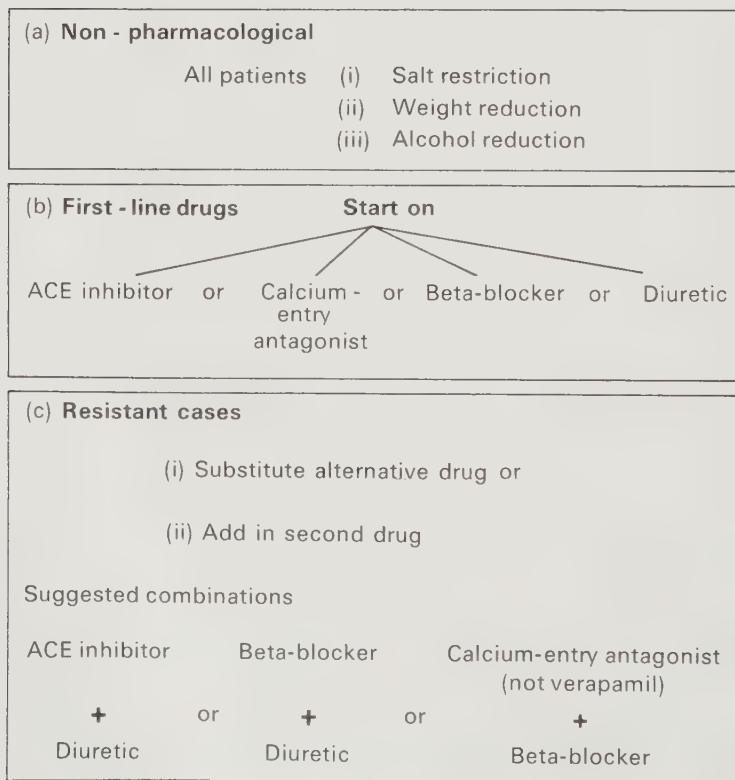 (a) Non - pharmacological
All patients (i) Salt restriction
(ii) Weight reduction
(iii) Alcohol reduction
(b) First - line drugs Start on
ACE inhibitor or Calcium - or Beta-blocker or Diuretic
entry
antagonist
(c) Resistant cases
(i) Substitute alternative drug or
(ii) Add in second drug
Suggested combinations
ACE inhibitor Beta-blocker Calcium-entry antagonist
(not verapamil)
+ or + or +
Diuretic Diuretic Beta-blocker